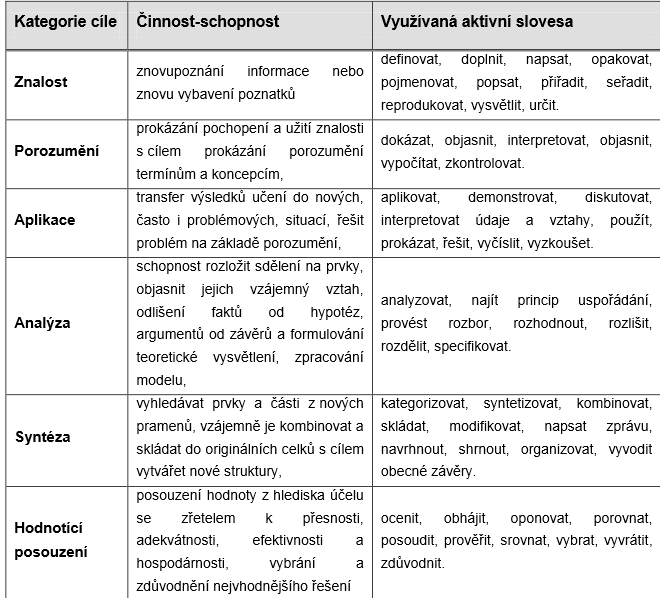 Kategorie cíle
Činnost-schopnost
Využívaná aktivní slovesa
Znalost
znovupoznání informace nebo
znovu vybavení poznatků
definovat, doplnit, napsat, opakovat,
pojmenovat, popsat, přiřadit, seřadit,
reprodukovat, vysvětlit, určit.
Porozumění
prokázání pochopení a užití znalosti
s cílem prokázání porozumění
termínům a koncepcím,
dokázat, objasnit, interpretovat, objasnit,
vypočítat, zkontrolovat.
Aplikace
transfer výsledků učení do nových,
často i problémových, situací, řešit
problém na základě porozumění,
aplikovat, demonstrovat, diskutovat,
interpretovat údaje a vztahy, použít,
prokázat, řešit, vyčíslit, vyzkoušet.
Analýza
schopnost rozložit sdělení na prvky,
objasnit jejich vzájemný vztah,
odlišení faktů od hypotéz,
argumentů od závěrů a formulování
teoretické vysvětlení, zpracování
modelu,
analyzovat, najít princip uspořádání,
provést rozbor, rozhodnout, rozlišit,
rozdělit, specifikovat.
Syntéza
vyhledávat prvky a části z nových
pramenů, vzájemně je kombinovat a
skládat do originálních celků s cílem
vytvářet nové struktury,
kategorizovat, syntetizovat, kombinovat,
skládat, modifikovat, napsat zprávu,
navrhnout, shrnout, organizovat, vyvodit
obecné závěry.
Hodnotící
posouzení
posouzení hodnoty z hlediska účelu
se zřetelem k přesnosti,
adekvátnosti, efektivnosti a
hospodárnosti, vybrání a
zdůvodnění nejvhodnějšího řešení
ocenit, obhájit, oponovat, porovnat,
posoudit, prověřit, srovnat, vybrat, vyvrátit,
zdůvodnit.